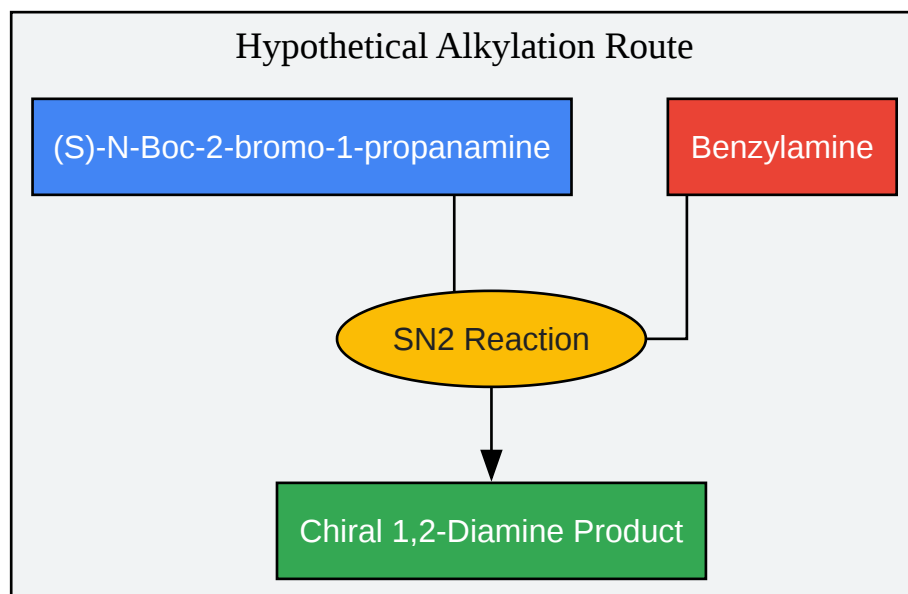 Hypothetical Alkylation Route
(S)-N-Boc-2-bromo-1-propanamine
Benzylamine
SN2 Reaction
Chiral 1,2-Diamine Product